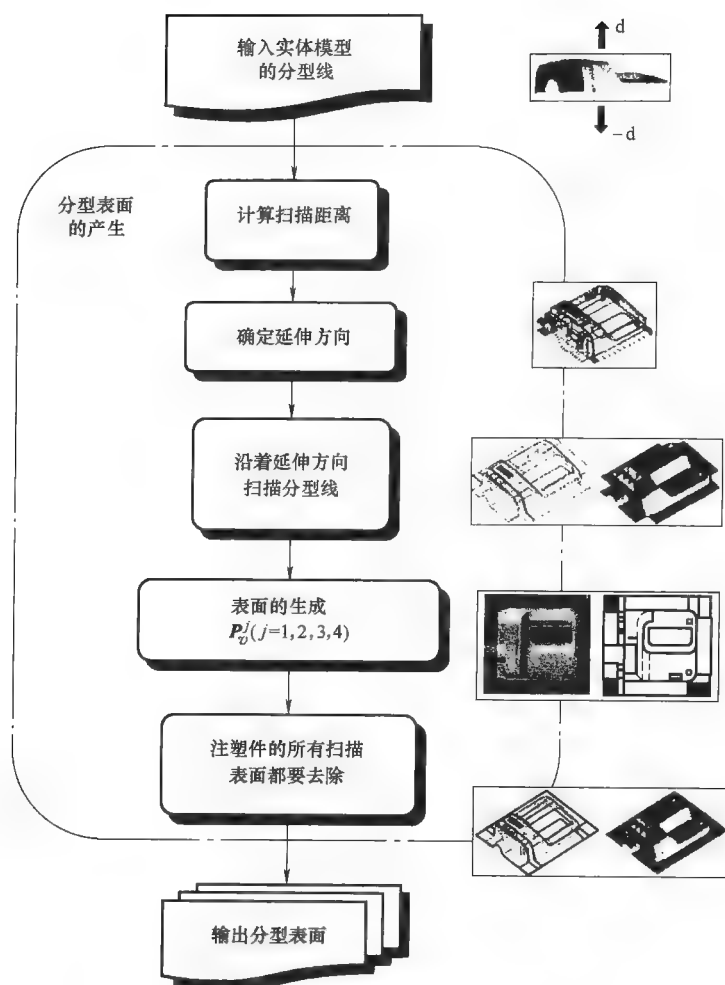 输入实体模型
的分型线
d
-d
分型表面
的产生
计算扫描距离
确定延伸方向
沿着延伸方向
扫描分型线
表面的生成
P_v^j(j=1,2,3,4)
注塑件的所有扫描
表面都要去除
输出分型表面